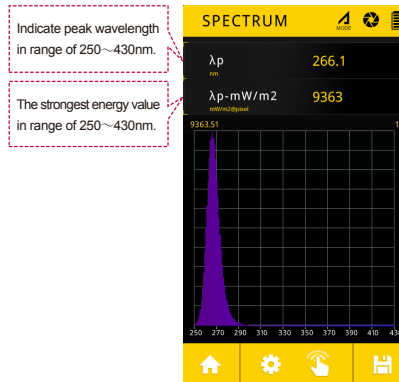 Indicate peak wavelength
in range of 250～430nm.
The strongest energy value
in range of 250～430nm.
SPECTRUM
MODE
λp
266.1
nm
λp-mW/m2
9363
mW/m2@pixel
9363.51
1
250 270 290 310 330 350 370 390 410 430